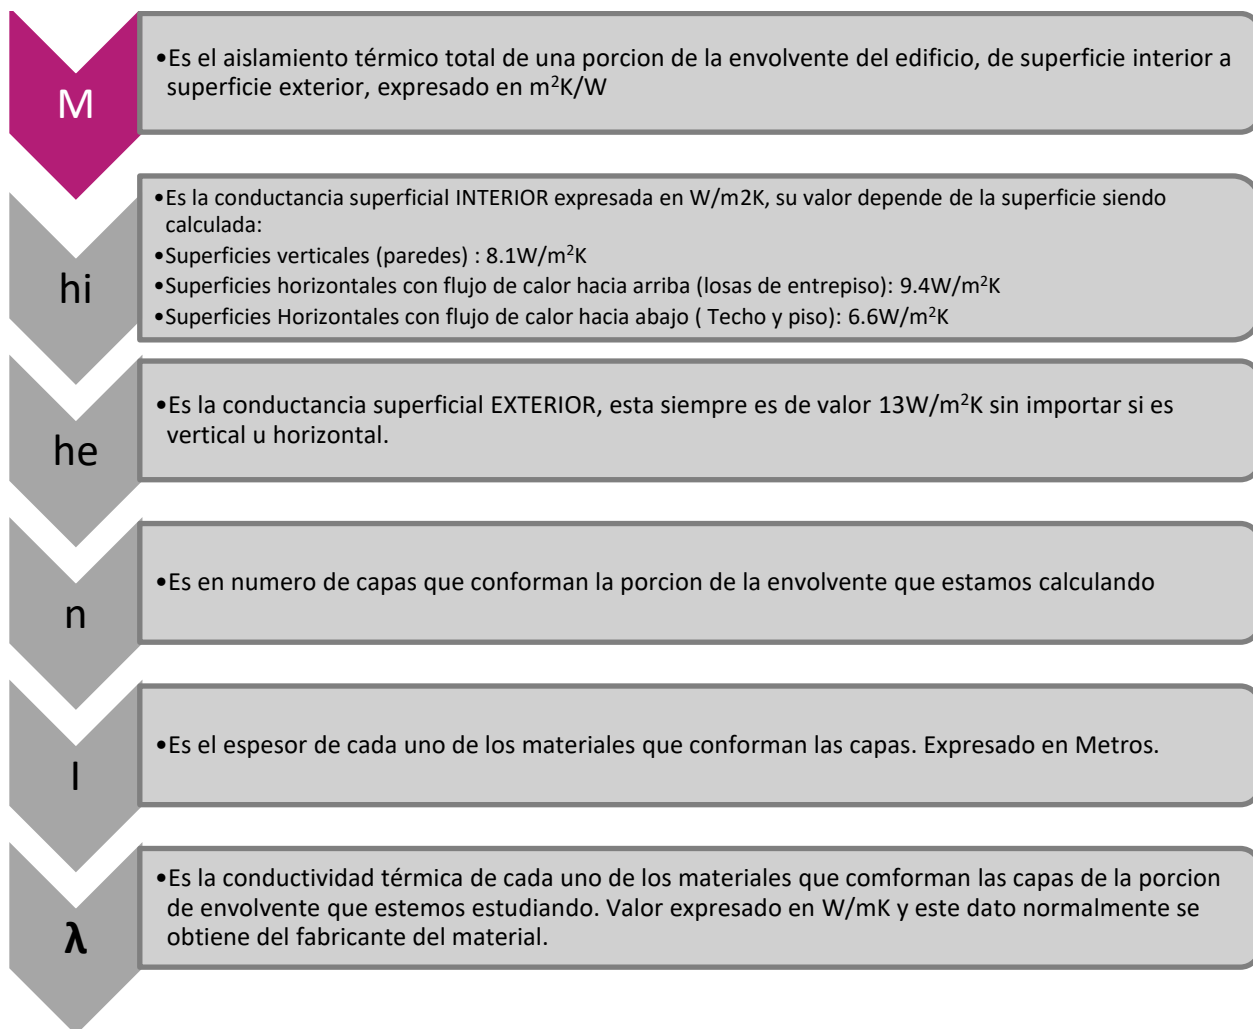 M
•Es el aislamiento térmico total de una porcion de la envolvente del edificio, de superficie interior a
superficie exterior, expresado en m²K/W
hi
•Es la conductancia superficial INTERIOR expresada en W/m2K, su valor depende de la superficie siendo
calculada:
•Superficies verticales (paredes) : 8.1W/m²K
•Superficies horizontales con flujo de calor hacia arriba (losas de entrepiso): 9.4W/m²K
•Superficies Horizontales con flujo de calor hacia abajo ( Techo y piso): 6.6W/m²K
he
•Es la conductancia superficial EXTERIOR, esta siempre es de valor 13W/m²K sin importar si es
vertical u horizontal.
n
•Es en numero de capas que conforman la porcion de la envolvente que estamos calculando
l
•Es el espesor de cada uno de los materiales que conforman las capas. Expresado en Metros.
λ
•Es la conductividad térmica de cada uno de los materiales que comforman las capas de la porcion
de envolvente que estemos estudiando. Valor expresado en W/mK y este dato normalmente se
obtiene del fabricante del material.